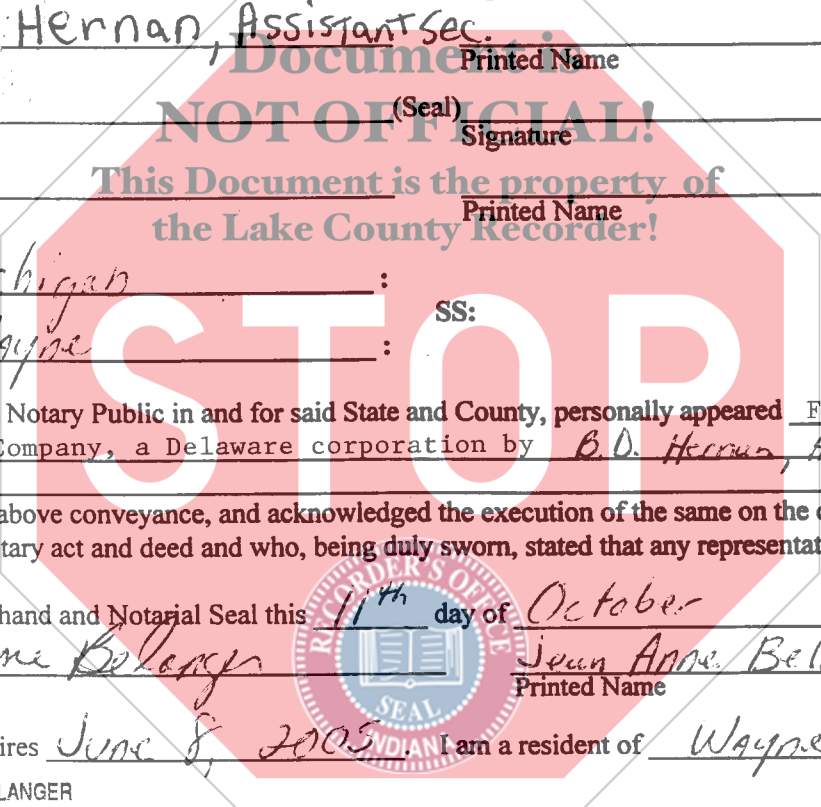 Hernan, Assistant Sec.
Printed Name
Document is
NOT OFFICIAL!
(Seal)
Signature
This Document is the property of
the Lake County Recorder!
Printed Name
chigan :
SS:
ayne :
STOP
Notary Public in and for said State and County, personally appeared F
Company, a Delaware corporation by B.D. Hernan,
above conveyance, and acknowledged the execution of the same on the
tary act and deed and who, being duly sworn, stated that any representat
hand and Notarial Seal this 11th day of October
ne Belanger Jean Anne Bel
Printed Name
RECORDER'S OFFICE
SEAL
INDIANA
ires June 8, 2005. I am a resident of Wayne
LANGER